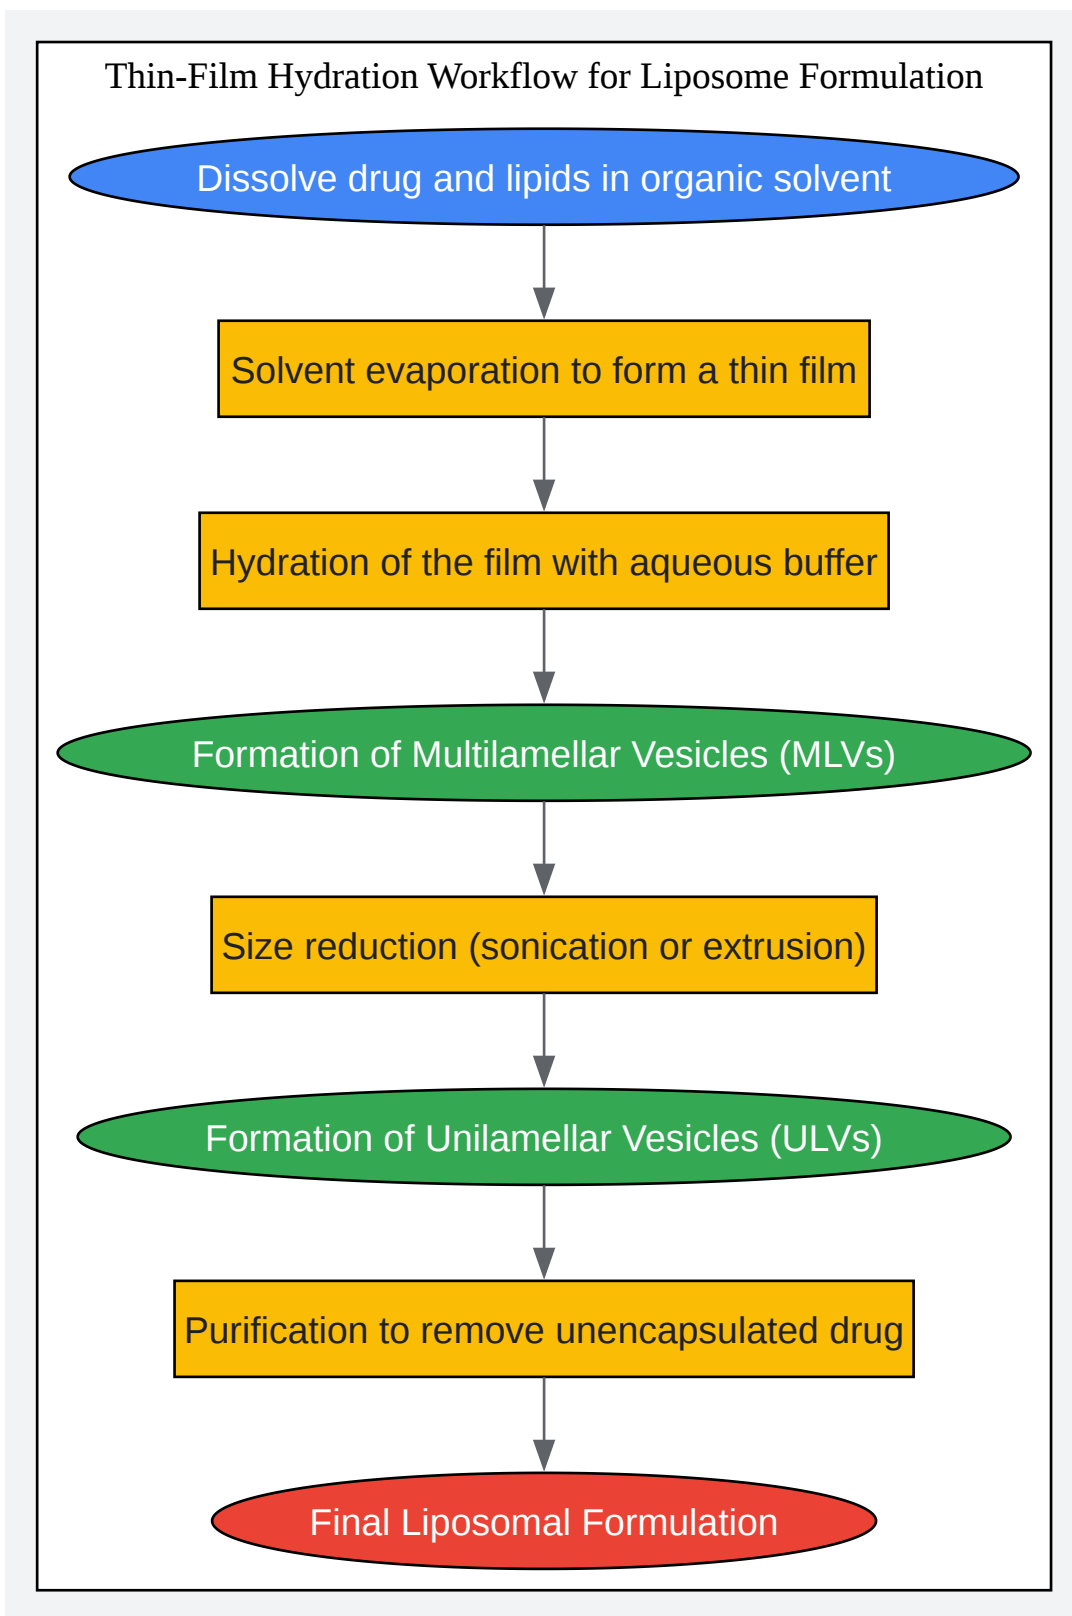 Thin-Film Hydration Workflow for Liposome Formulation
Dissolve drug and lipids in organic solvent
Solvent evaporation to form a thin film
Hydration of the film with aqueous buffer
Formation of Multilamellar Vesicles (MLVs)
Size reduction (sonication or extrusion)
Formation of Unilamellar Vesicles (ULVs)
Purification to remove unencapsulated drug
Final Liposomal Formulation